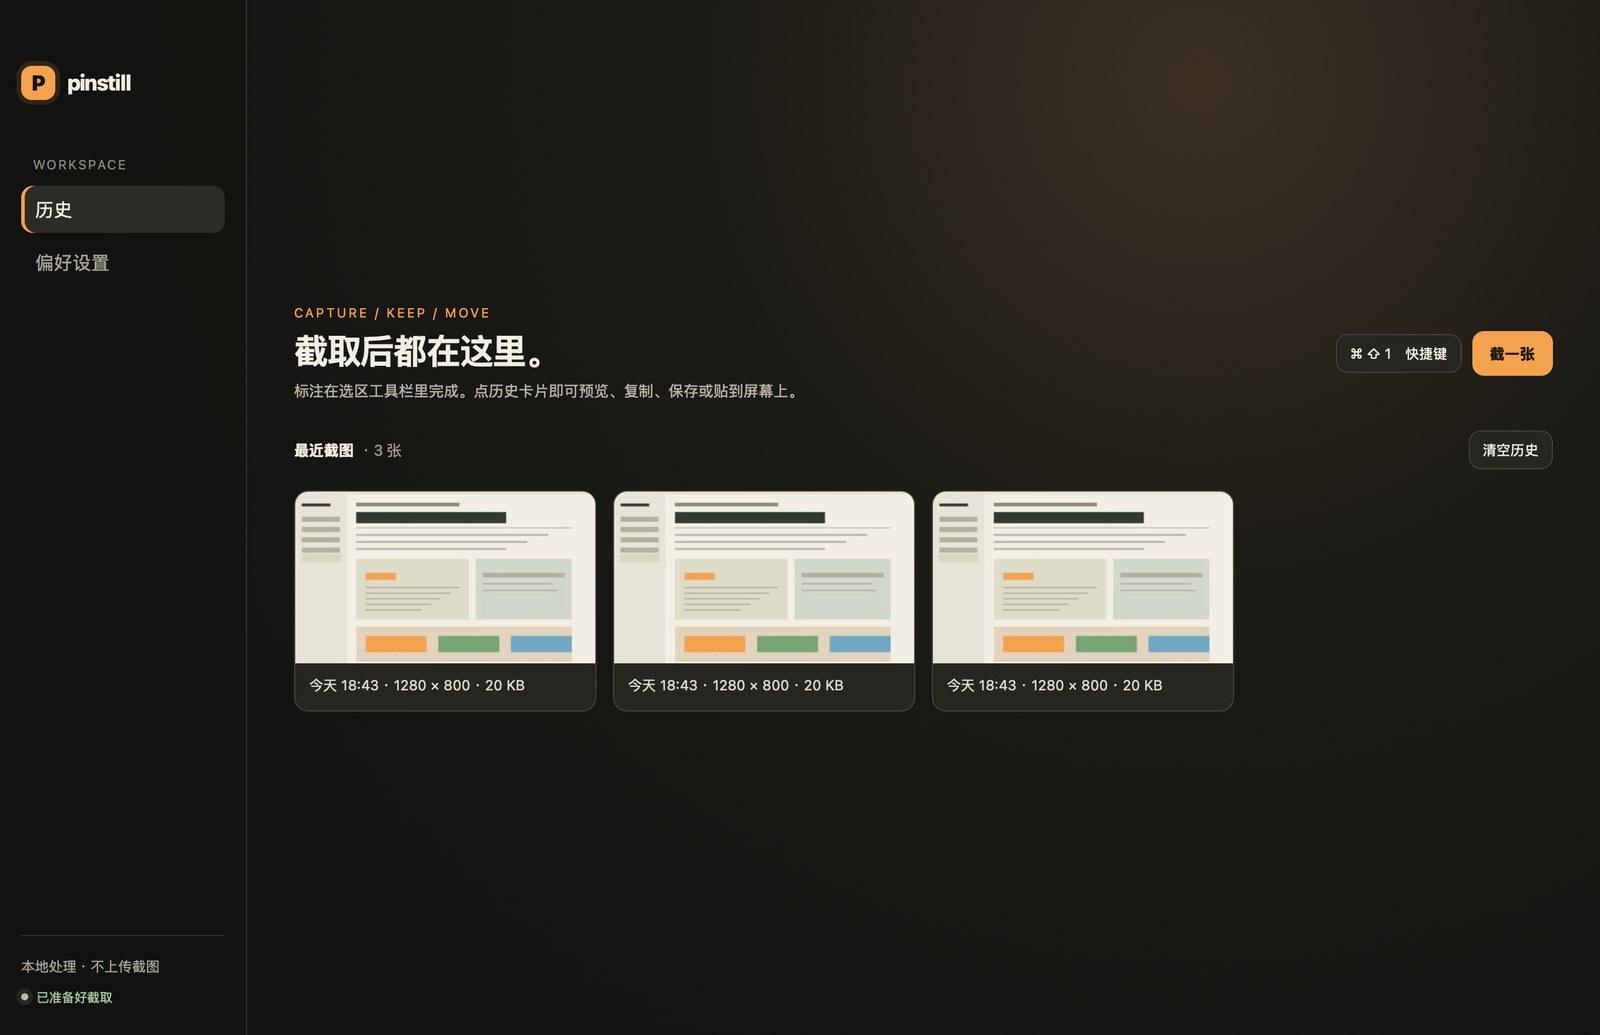 P pinstill
WORKSPACE
历史
偏好设置
CAPTURE / KEEP / MOVE
截取后都在这里。
标注在选区工具栏里完成。点历史卡片即可预览、复制、保存或贴到屏幕上。
⌘⇧1 快捷键
截一张
最近截图 · 3 张
清空历史
今天 18:43 · 1280 × 800 · 20 KB
今天 18:43 · 1280 × 800 · 20 KB
今天 18:43 · 1280 × 800 · 20 KB
本地处理 · 不上传截图
已准备好截取